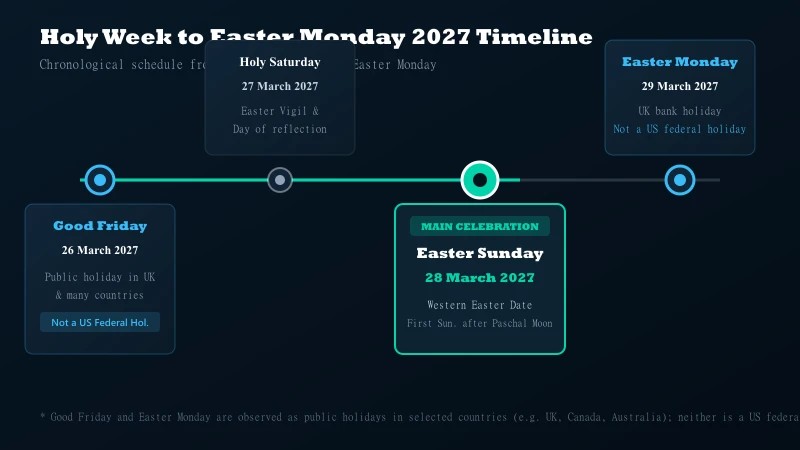 Holy Week to Easter Monday 2027 Timeline
Chronological schedule Easter Monday
Holy Saturday
27 March 2027
Easter Vigil &
Day of reflection
Easter Monday
29 March 2027
UK bank holiday
Not a US federal holiday
Good Friday
26 March 2027
Public holiday in UK
& many countries
Not a US Federal Hol.
MAIN CELEBRATION
Easter Sunday
28 March 2027
Western Easter Date
First Sun. after Paschal Moon
* Good Friday and Easter Monday are observed as public holidays in selected countries (e.g. UK, Canada, Australia); neither is a US federa